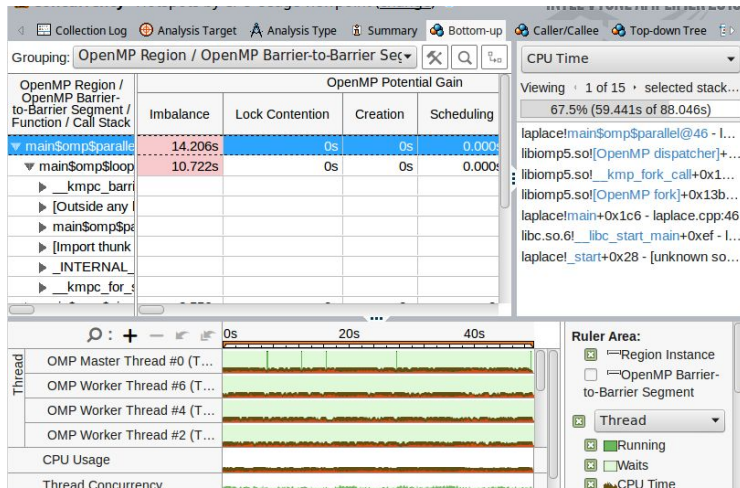 Collection Log Analysis Target Analysis Type Summary Bottom-up Caller/Callee Top-down Tree
Grouping: OpenMP Region / OpenMP Barrier-to-Barrier Seg
OpenMP Region /
OpenMP Barrier-
to-Barrier Segment /
Function / Call Stack
OpenMP Potential Gain
Imbalance Lock Contention Creation Scheduling
main$omp$paralle 14.206s 0s 0s 0.000s
main$omp$loop 10.722s 0s 0s 0.000s
__kmpc_barri
[Outside any
main$omp$pa
[Import thunk
_INTERNAL_
__kmpc_for_s
CPU Time
Viewing 1 of 15 selected stack...
67.5% (59.441s of 88.046s)
laplace!main$omp$parallel@46 - l...
libiomp5.so![OpenMP dispatcher]+...
libiomp5.so!__kmp_fork_call+0x1...
libiomp5.so![OpenMP fork]+0x13b...
laplace!main+0x1c6 - laplace.cpp:46
libc.so.6!__libc_start_main+0xef - l...
laplace!_start+0x28 - [unknown so...
0s 20s 40s
Thread
OMP Master Thread #0 (T...
OMP Worker Thread #6 (T...
OMP Worker Thread #4 (T...
OMP Worker Thread #2 (T...
CPU Usage
Thread Concurrency
Ruler Area:
Region Instance
OpenMP Barrier-
to-Barrier Segment
Thread
Running
Waits
CPU Time